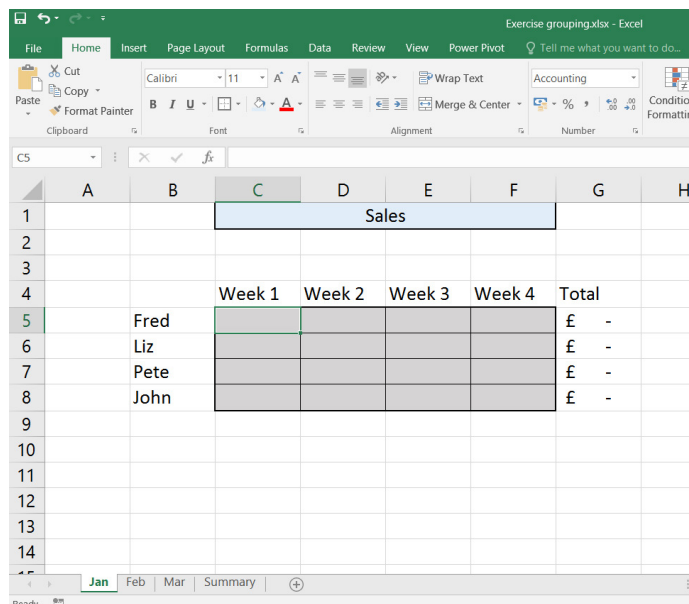 Exercise grouping.xlsx - Excel
File Home Insert Page Layout Formulas Data Review View Power Pivot Tell me what you want to do...
Cut
Copy
Format Painter
Paste
Calibri 11 A A
B I U A
Wrap Text
Merge & Center
Accounting
% , .00 .0
Conditio
Formattin
Clipboard Font Alignment Number
C5 fx
A B C D E F G H
1 Sales
2
3
4 Week 1 Week 2 Week 3 Week 4 Total
5 Fred £ -
6 Liz £ -
7 Pete £ -
8 John £ -
9
10
11
12
13
14
Jan Feb Mar Summary
Ready